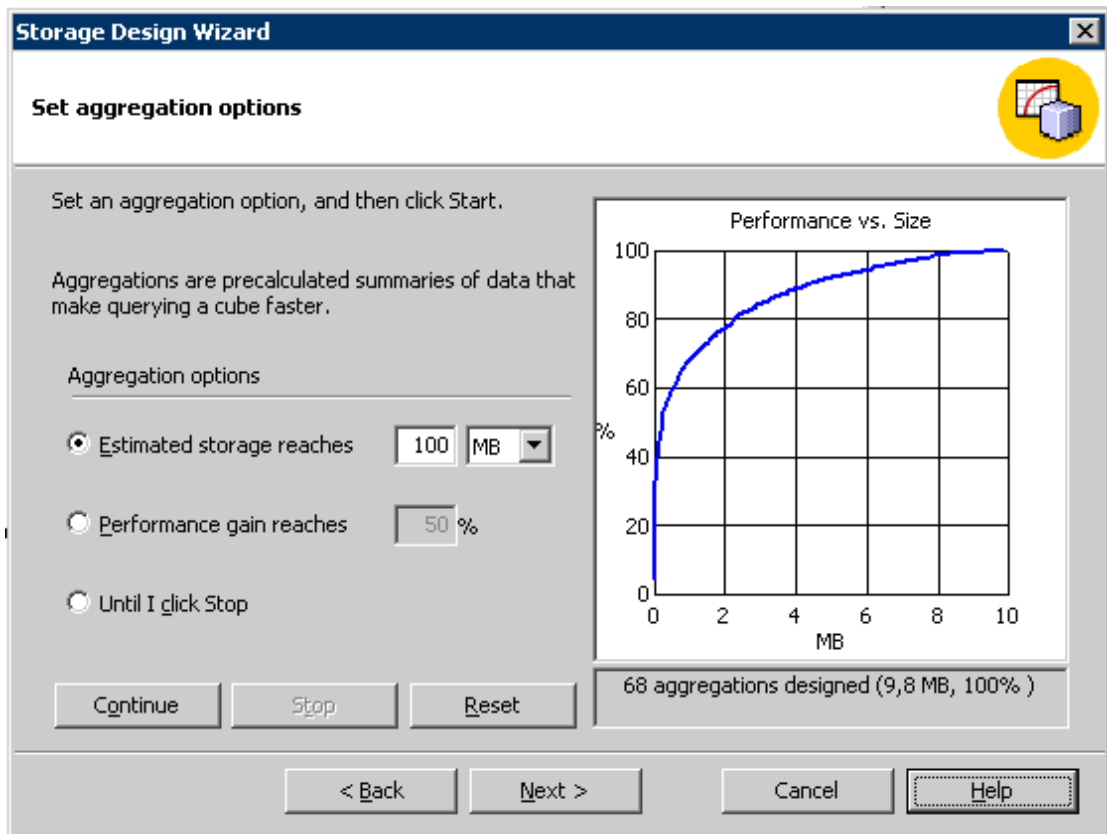 Storage Design Wizard
Set aggregation options
Set an aggregation option, and then click Start.
Aggregations are precalculated summaries of data that
make querying a cube faster.
Aggregation options
Estimated storage reaches 100 MB
Performance gain reaches 50 %
Until I click Stop
Continue Stop Reset
Performance vs. Size
100
80
60
%
40
20
0
0 2 4 6 8 10
MB
68 aggregations designed (9,8 MB, 100% )
< Back Next > Cancel Help